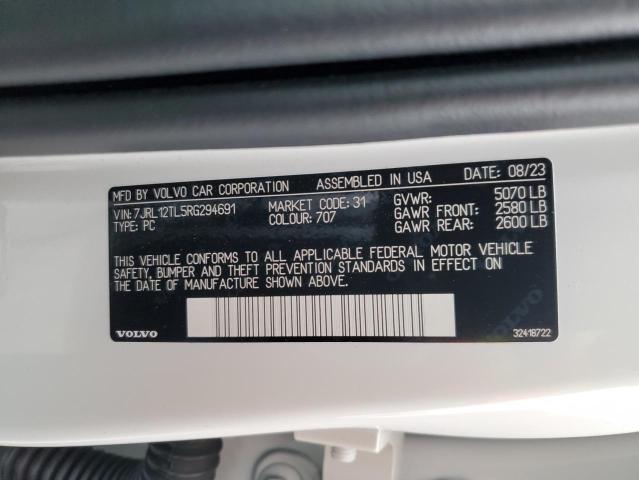 MFD BY VOLVO CAR CORPORATION ASSEMBLED IN USA DATE: 08/23
VIN: 7JRL12TL5RG294691 MARKET CODE: 31 GVWR: 5070 LB
TYPE: PC COLOUR: 707 GAWR FRONT: 2580 LB
GAWR REAR: 2600 LB
THIS VEHICLE CONFORMS TO ALL APPLICABLE FEDERAL MOTOR VEHICLE
SAFETY, BUMPER AND THEFT PREVENTION STANDARDS IN EFFECT ON
THE DATE OF MANUFACTURE SHOWN ABOVE.
VOLVO 32418722